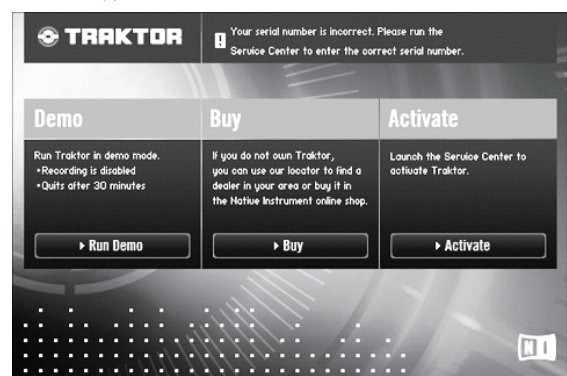 TRAKTOR
Your serial number is incorrect. Please run the
Service Center to enter the correct serial number.
Demo
Run Traktor in demo mode.
•Recording is disabled
•Quits after 30 minutes
Run Demo
Buy
If you do not own Traktor,
you can use our locator to find a
dealer in your area or buy it in
the Native Instrument online shop.
Buy
Activate
Launch the Service Center to
activate Traktor.
Activate
N I